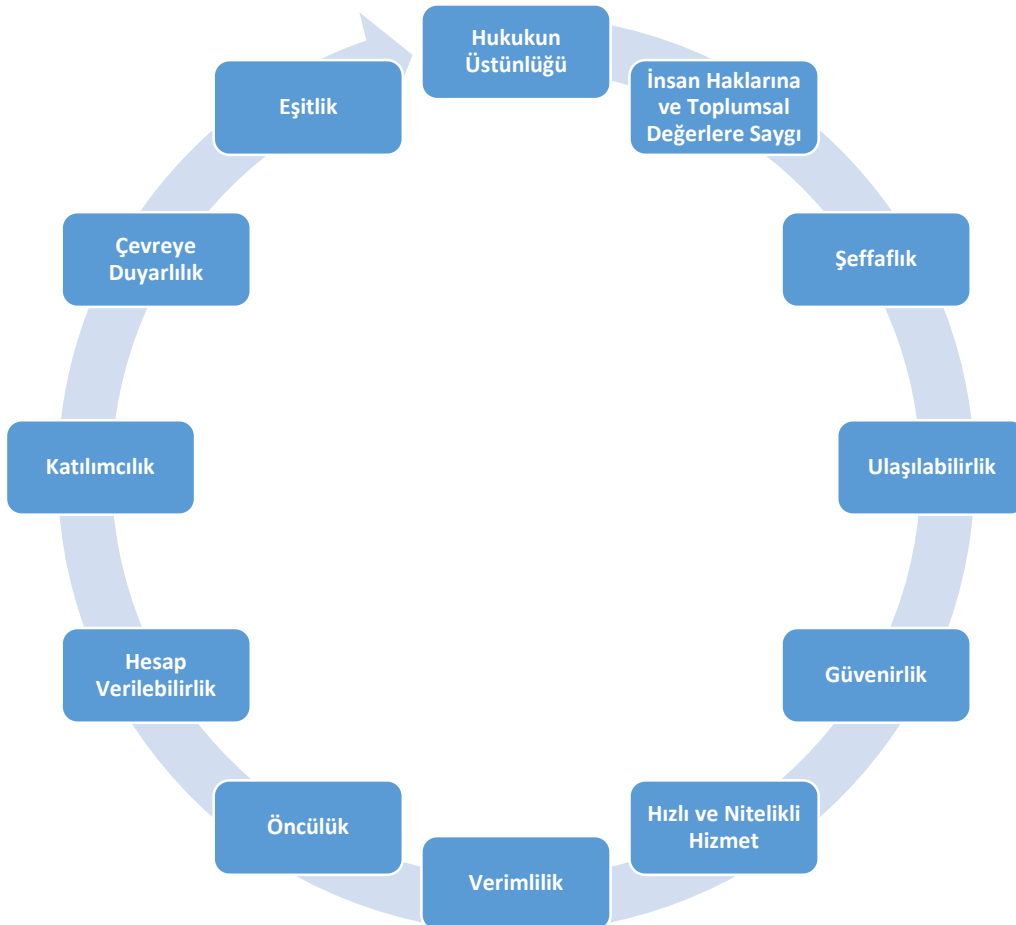 Hukukun
Üstünlüğü
İnsan Haklarına
ve Toplumsal
Değerlere Saygı
Şeffaflık
Ulaşılabilirlik
Güvenirlik
Hızlı ve Nitelikli
Hizmet
Verimlilik
Öncülük
Hesap
Verilebilirlik
Katılımcılık
Çevreye
Duyarlılık
Eşitlik